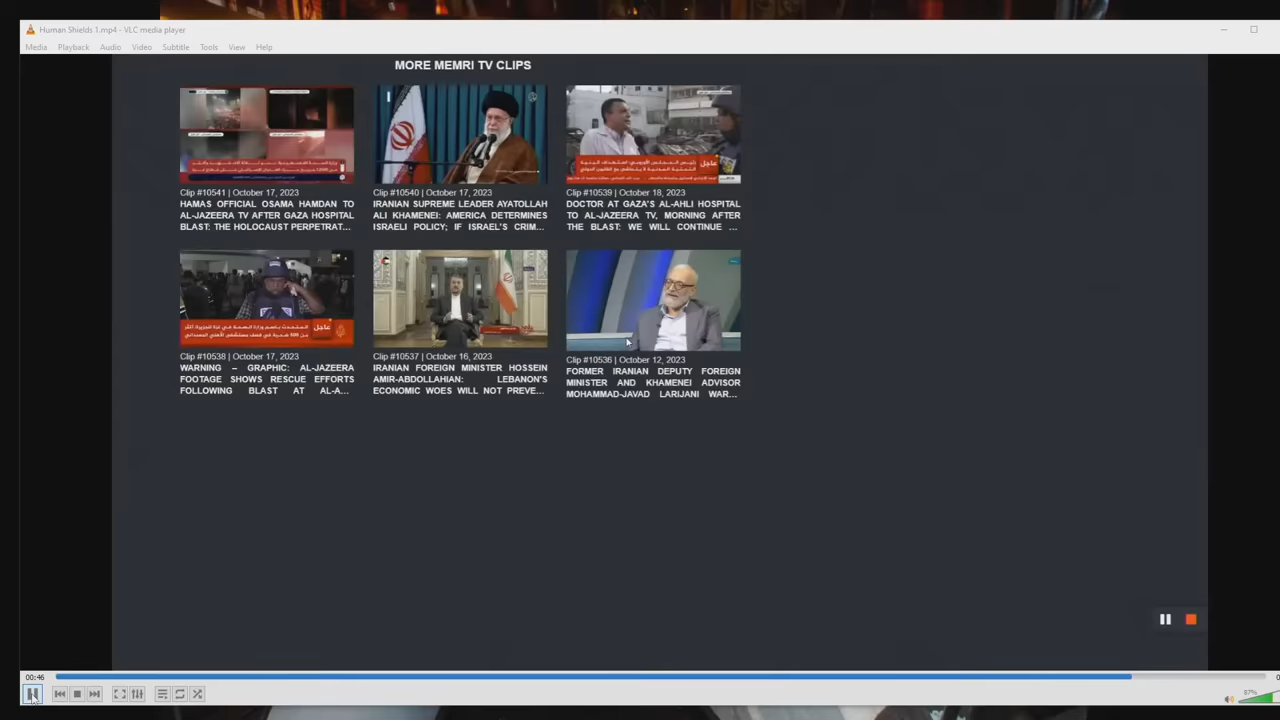 Human Shields 1.mp4 - VLC media player
Media Playback Audio Video Subtitle Tools View Help
MORE MEMRI TV CLIPS
Clip #10541 | October 17, 2023
HAMAS OFFICIAL OSAMA HAMDAN TO
AL-JAZEERA TV AFTER GAZA HOSPITAL
BLAST: THE HOLOCAUST PERPETRAT...
Clip #10540 | October 17, 2023
IRANIAN SUPREME LEADER AYATOLLAH
ALI KHAMENEI: AMERICA DETERMINES
ISRAELI POLICY; IF ISRAEL'S CRIM...
عاجل
Clip #10539 | October 18, 2023
DOCTOR AT GAZA'S AL-AHLI HOSPITAL
TO AL-JAZEERA TV, MORNING AFTER
THE BLAST: WE WILL CONTINUE ...
عاجل
Clip #10538 | October 17, 2023
WARNING – GRAPHIC: AL-JAZEERA
FOOTAGE SHOWS RESCUE EFFORTS
FOLLOWING BLAST AT AL-A...
Clip #10537 | October 16, 2023
IRANIAN FOREIGN MINISTER HOSSEIN
AMIR-ABDOLLAHIAN: LEBANON'S
ECONOMIC WOES WILL NOT PREVE...
Clip #10536 | October 12, 2023
FORMER IRANIAN DEPUTY FOREIGN
MINISTER AND KHAMENEI ADVISOR
MOHAMMAD-JAVAD LARIJANI WAR...
00:46
87%